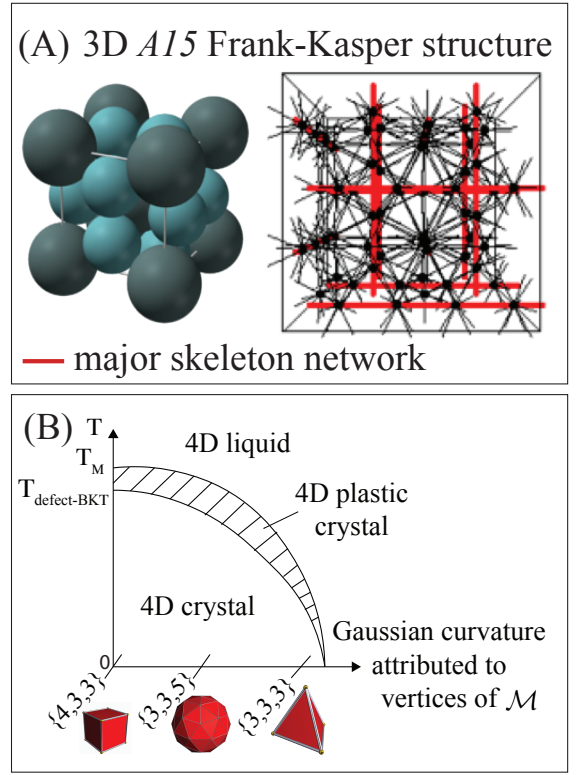 (A) 3D A15 Frank-Kasper structure
major skeleton network
(B)
T
4D liquid
T_M
T_defect-BKT
4D plastic
crystal
4D crystal
Gaussian curvature
attributed to
vertices of ℳ
0
{4,3,3}
{3,3,5}
{3,3,3}